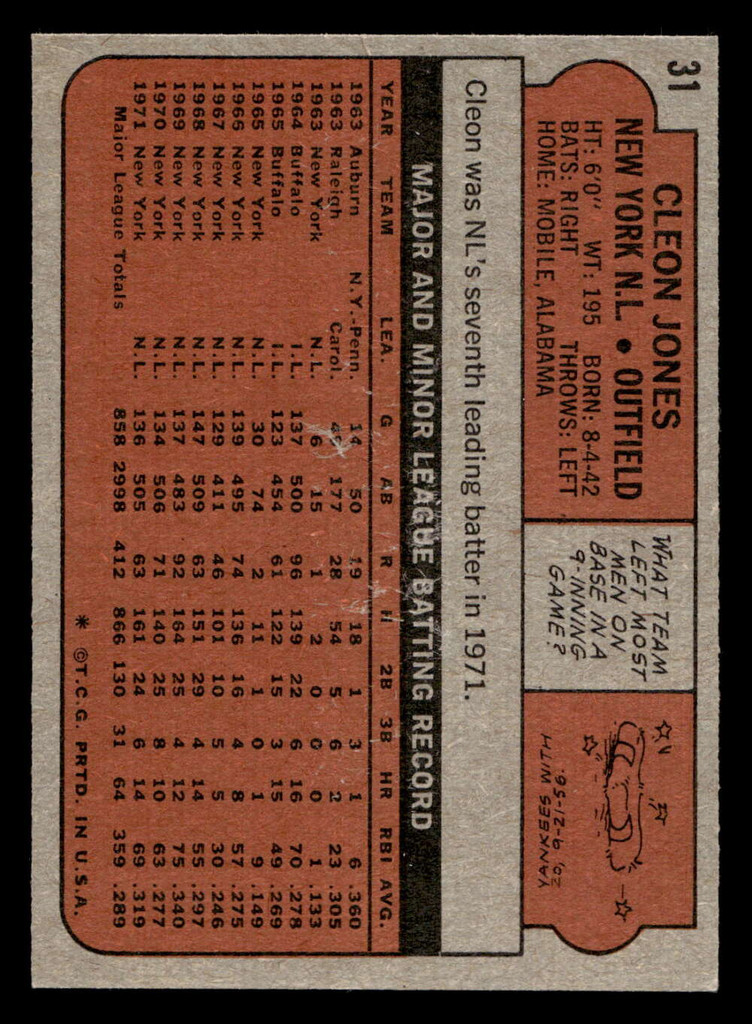 31
CLEON JONES
NEW YORK N.L. • OUTFIELD
HT: 6'0" WT: 195 BORN: 8-4-42
BATS: RIGHT THROWS: LEFT
HOME: MOBILE, ALABAMA
WHAT TEAM
LEFT MOST
MEN ON
BASE IN A
9-INNING
GAME?
YANKEES WITH
20, 9-21-56.
Cleon was NL's seventh leading batter in 1971.
MAJOR AND MINOR LEAGUE BATTING RECORD
YEAR TEAM LEA. G AB R H 2B 3B HR RBI AVG.
1963 Auburn N.Y.-Penn. 14 50 19 18 1 3 1 6 .360
1963 Raleigh Carol. 177 28 54 5 6 2 23 .305
1963 New York N.L. 6 15 1 2 0 0 0 1 .133
1964 Buffalo I.L. 137 500 96 139 22 6 16 70 .278
1965 Buffalo I.L. 123 454 61 122 15 3 15 49 .269
1965 New York N.L. 30 74 2 11 1 0 1 9 .149
1966 New York N.L. 139 495 74 136 16 4 8 57 .275
1967 New York N.L. 129 411 46 101 10 5 5 30 .246
1968 New York N.L. 147 509 63 151 29 4 14 55 .297
1969 New York N.L. 137 483 92 164 25 4 12 75 .340
1970 New York N.L. 134 506 71 140 25 8 10 63 .277
1971 New York N.L. 136 505 63 161 24 6 14 69 .319
Major League Totals 858 2998 412 866 130 31 64 359 .289
* ©T.C.G. PRTD. IN U.S.A.